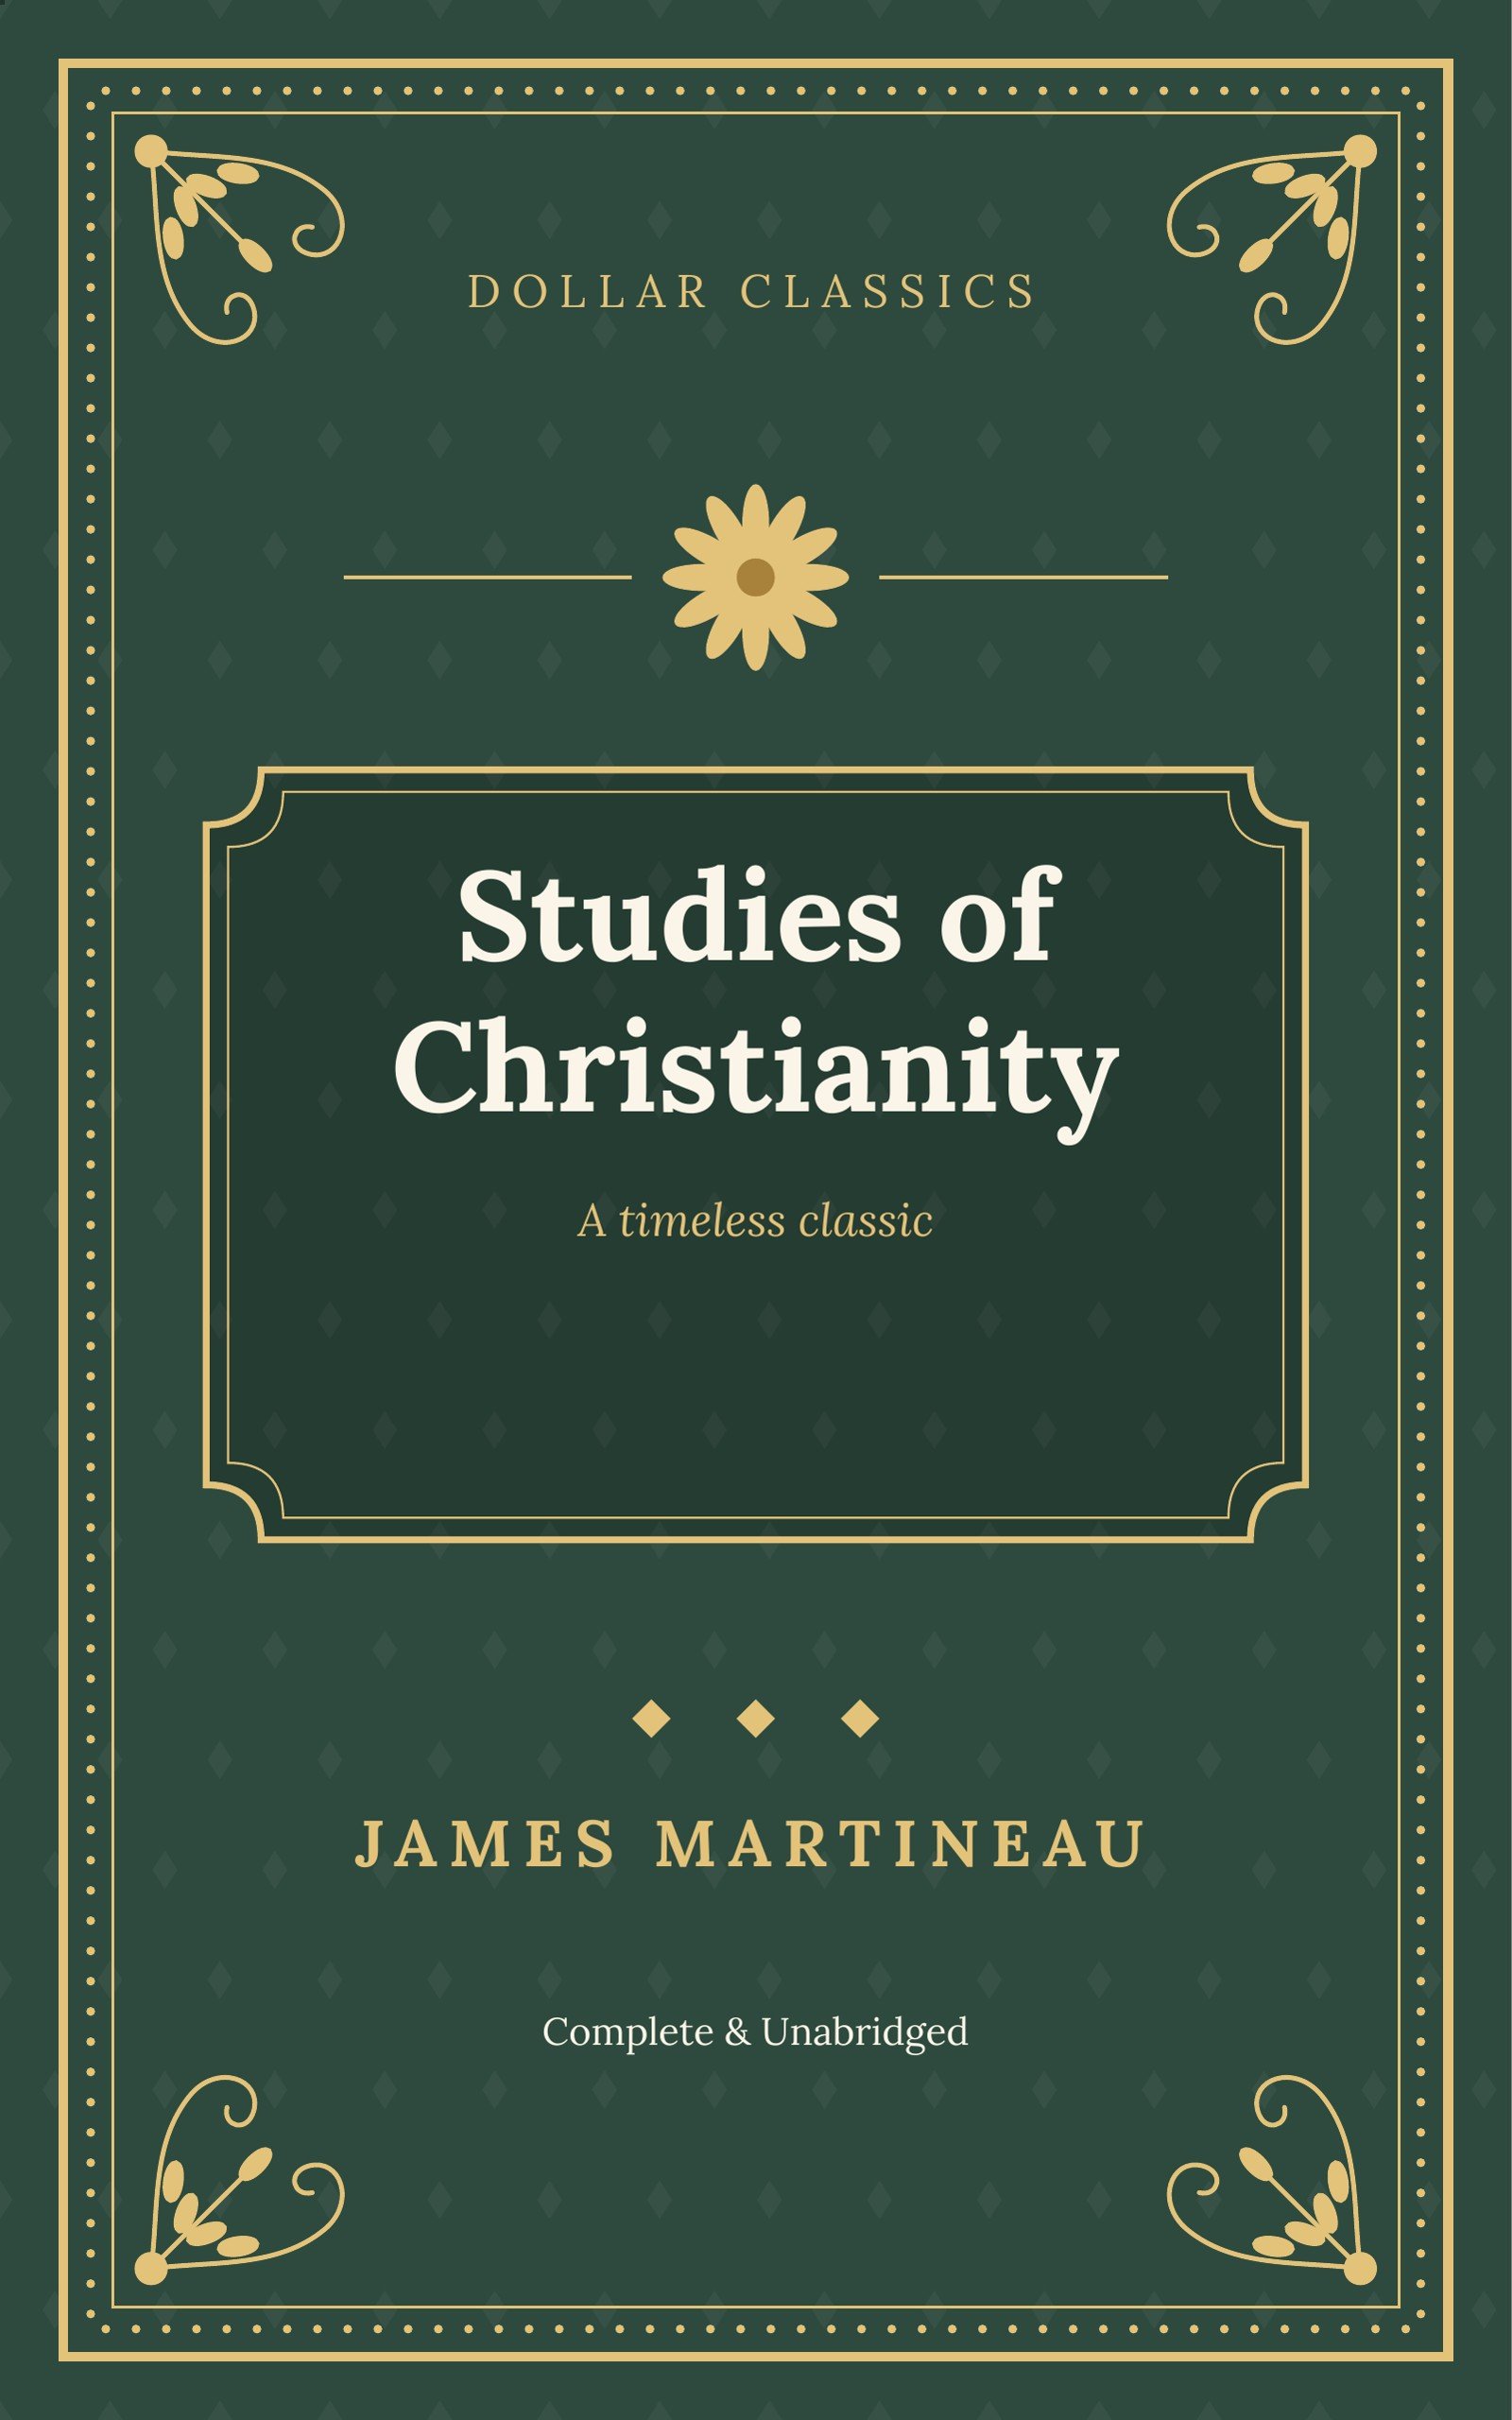 DOLLAR CLASSICS
Studies of
Christianity
A timeless classic
JAMES MARTINEAU
Complete & Unabridged